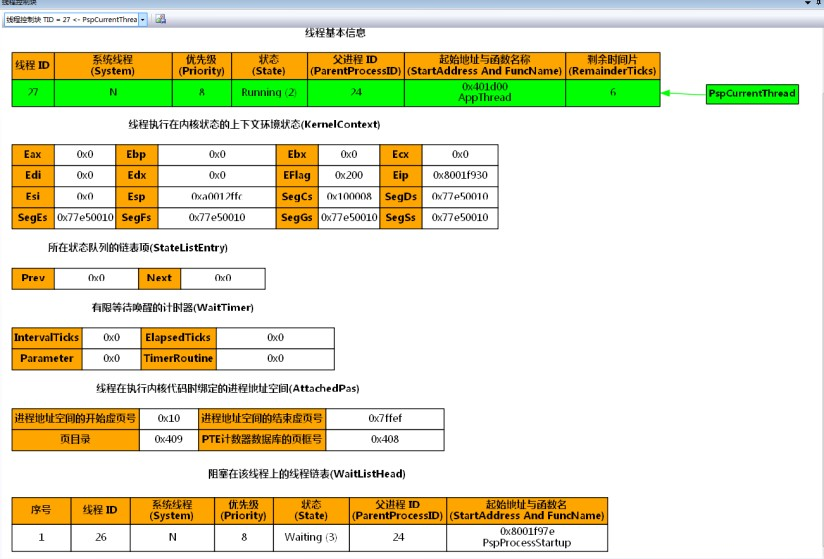 线程控制块
线程控制块 TID = 27 <- PspCurrentThrea
线程基本信息
线程 ID 系统线程 (System) 优先级 (Priority) 状态 (State) 父进程 ID (ParentProcessID) 起始地址与函数名称 (StartAddress And FuncName) 剩余时间片 (RemainderTicks)
27 N 8 Running (2) 24 0x401d00 AppThread 6 PspCurrentThread
线程执行在内核状态的上下文环境状态(KernelContext)
Eax 0x0 Ebp 0x0 Ebx 0x0 Ecx 0x0
Edi 0x0 Edx 0x0 EFlag 0x200 Eip 0x8001f930
Esi 0x0 Esp 0xa0012ffc SegCs 0x100008 SegDs 0x77e50010
SegEs 0x77e50010 SegFs 0x77e50010 SegGs 0x77e50010 SegSs 0x77e50010
所在状态队列的链表项(StateListEntry)
Prev 0x0 Next 0x0
有限等待唤醒的计时器(WaitTimer)
IntervalTicks 0x0 ElapsedTicks 0x0
Parameter 0x0 TimerRoutine 0x0
线程在执行内核代码时绑定的进程地址空间(AttachedPas)
进程地址空间的开始虚页号 0x10 进程地址空间的结束虚页号 0x7ffef
页目录 0x409 PTE计数器数据库的页框号 0x408
阻塞在该线程上的线程链表(WaitListHead)
序号 线程 ID 系统线程 (System) 优先级 (Priority) 状态 (State) 父进程 ID (ParentProcessID) 起始地址与函数名 (StartAddress And FuncName)
1 26 N 8 Waiting (3) 24 0x8001f97e PspProcessStartup